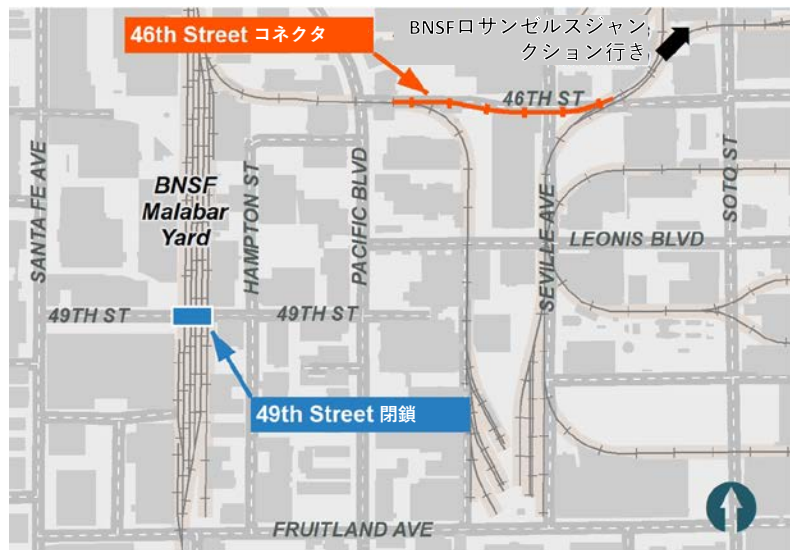 46th Street コネクタ
BNSFロサンゼルスジャン
クション行き
46TH ST
SANTA FE AVE
BNSF
Malabar
Yard
HAMPTON ST
PACIFIC BLVD
SEVILLE AVE
SOTO ST
LEONIS BLVD
49TH ST
49TH ST
49th Street 閉鎖
FRUITLAND AVE